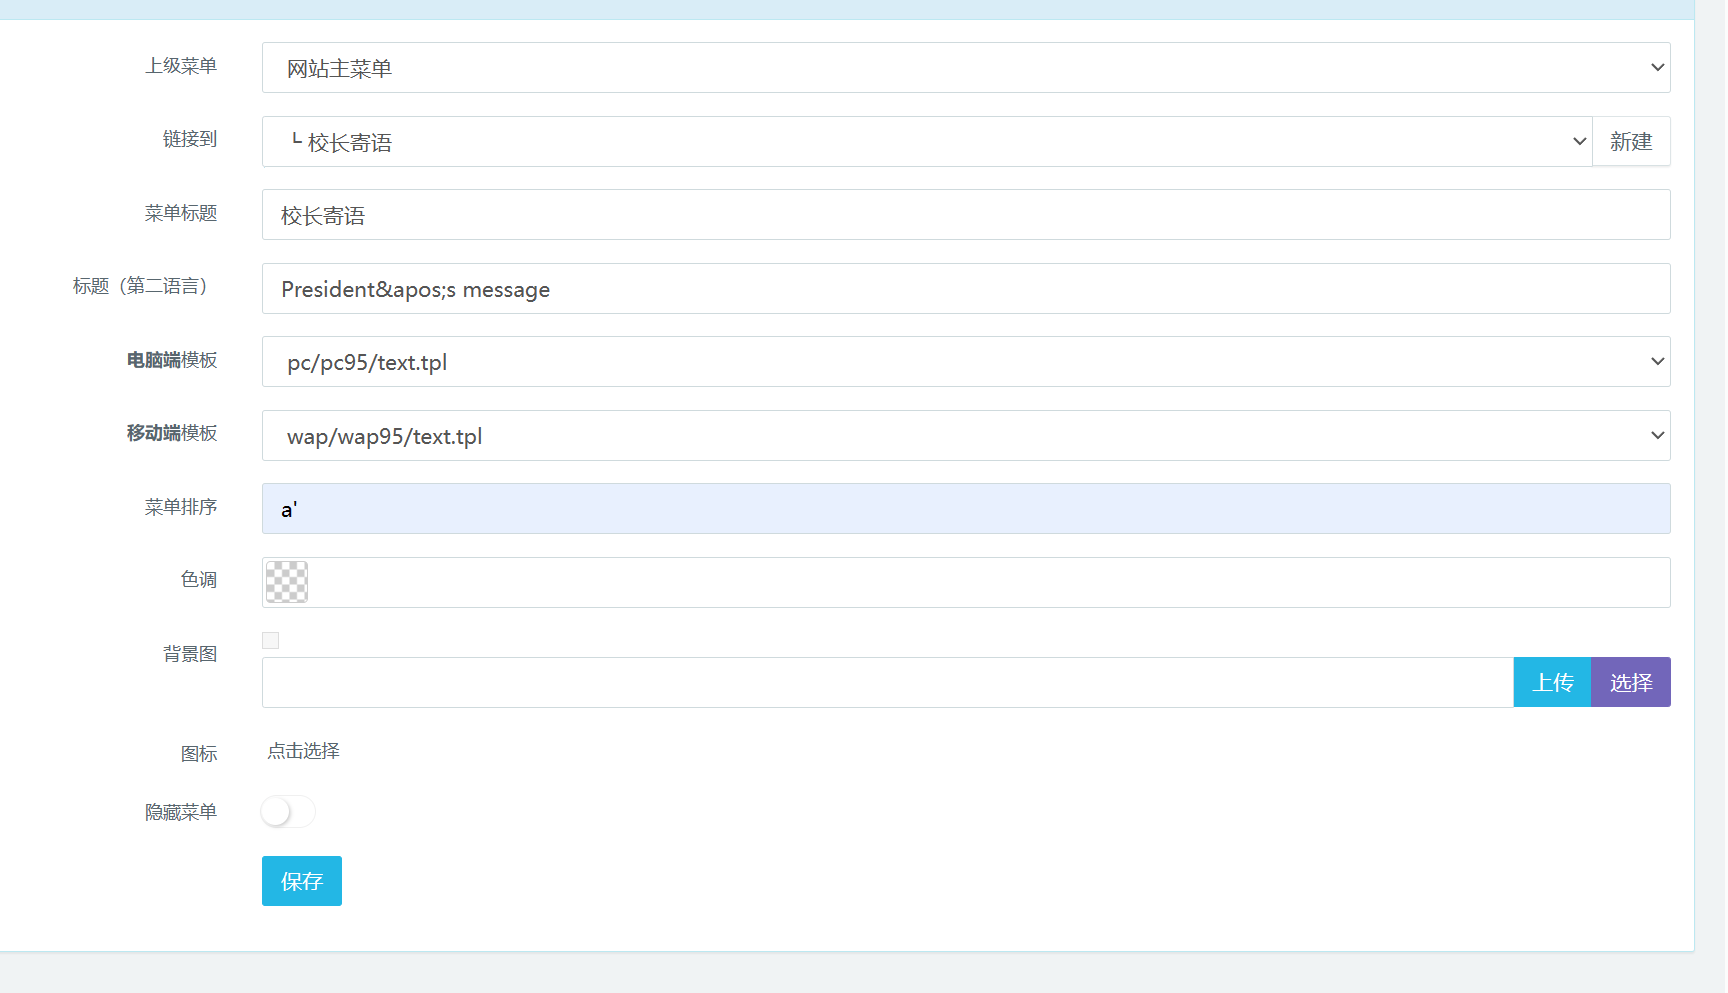 上级菜单
网站主菜单
链接到
└ 校长寄语
新建
菜单标题
校长寄语
标题（第二语言）
President&apos;s message
电脑端模板
pc/pc95/text.tpl
移动端模板
wap/wap95/text.tpl
菜单排序
a'
色调
背景图
上传
选择
图标
点击选择
隐藏菜单
保存